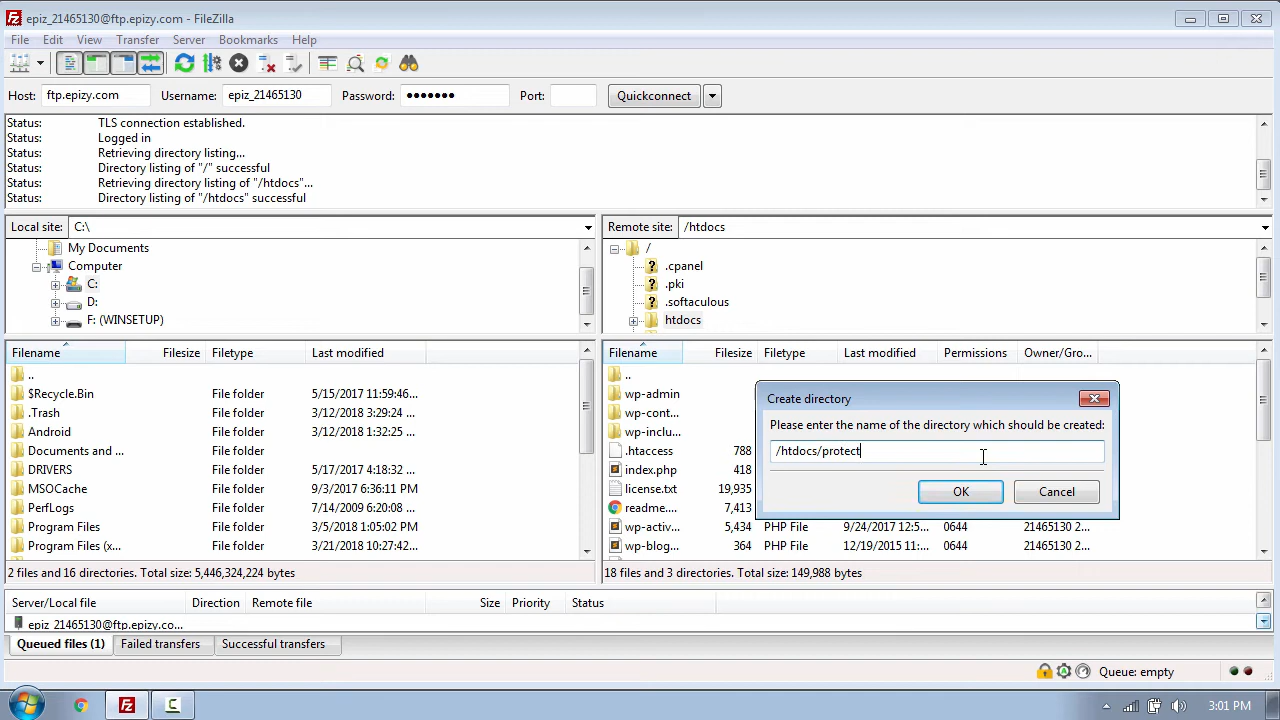 epiz_21465130@ftp.epizy.com - FileZilla
File Edit View Transfer Server Bookmarks Help
Host: ftp.epizy.com Username: epiz_21465130 Password: ●●●●●●● Port: Quickconnect
Status: TLS connection established.
Status: Logged in
Status: Retrieving directory listing...
Status: Directory listing of "/" successful
Status: Retrieving directory listing of "/htdocs"...
Status: Directory listing of "/htdocs" successful
Local site: C:\
My Documents
Computer
C:
D:
F: (WINSETUP)
Remote site: /htdocs
/
.cpanel
.pki
.softaculous
htdocs
Filename Filesize Filetype Last modified
..
$Recycle.Bin File folder 5/15/2017 11:59:46...
.Trash File folder 3/12/2018 3:29:24 ...
Android File folder 3/12/2018 1:32:25 ...
Documents and ... File folder
DRIVERS File folder 5/17/2017 4:18:32 ...
MSOCache File folder 9/3/2017 6:36:11 PM
PerfLogs File folder 7/14/2009 6:20:08 ...
Program Files File folder 3/5/2018 1:05:02 PM
Program Files (x... File folder 3/21/2018 10:27:42...
2 files and 16 directories. Total size: 5,446,324,224 bytes
Filename Filesize Filetype Last modified Permissions Owner/Gro...
..
wp-admin
wp-cont...
wp-inclu...
.htaccess 788
index.php 418
license.txt 19,935
readme.... 7,413
wp-activ... 5,434 PHP File 9/24/2017 12:5... 0644 21465130 2...
wp-blog... 364 PHP File 12/19/2015 11:... 0644 21465130 2...
18 files and 3 directories. Total size: 149,988 bytes
Create directory
Please enter the name of the directory which should be created:
/htdocs/protect
OK Cancel
Server/Local file Direction Remote file Size Priority Status
epiz_21465130@ftp.epizy.co...
Queued files (1) Failed transfers Successful transfers
Queue: empty
3:01 PM